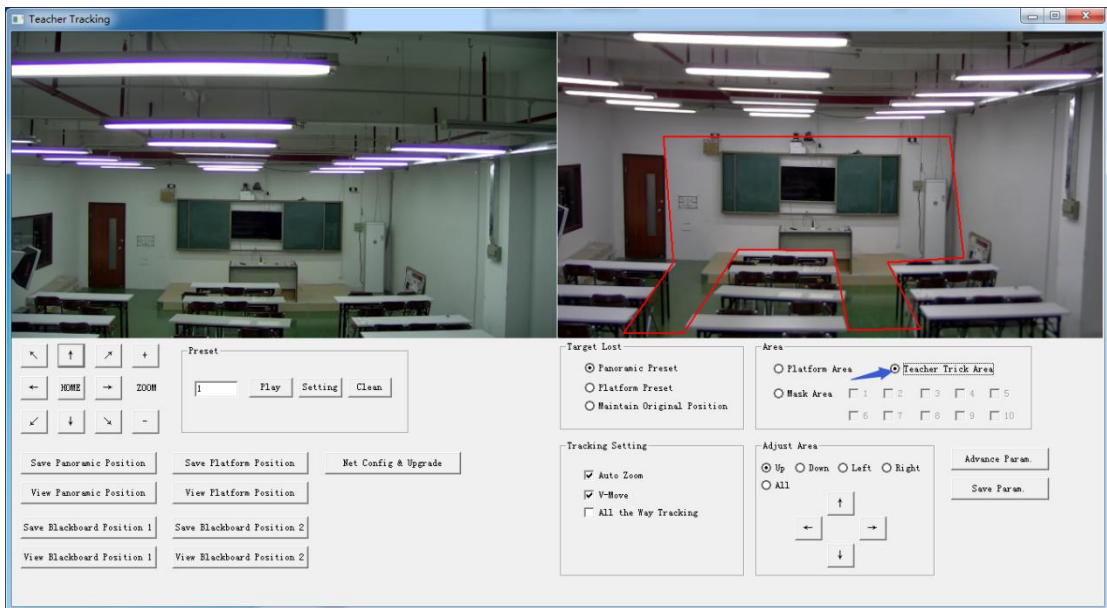 Teacher Tracking
↖ ↑ ↗ +
← HOME → ZOOM
↙ ↓ ↘ -
Preset
1 Play Setting Clean
Save Panoramic Position Save Platform Position Net Config & Upgrade
View Panoramic Position View Platform Position
Save Blackboard Position 1 Save Blackboard Position 2
View Blackboard Position 1 View Blackboard Position 2
Target Lost
Panoramic Preset
Platform Preset
Maintain Original Position
Area
Platform Area Teacher Trick Area
Mask Area 1 2 3 4 5
6 7 8 9 10
Tracking Setting
Auto Zoom
V-Move
All the Way Tracking
Adjust Area
Up Down Left Right
All
↑
← →
↓
Advance Param.
Save Param.